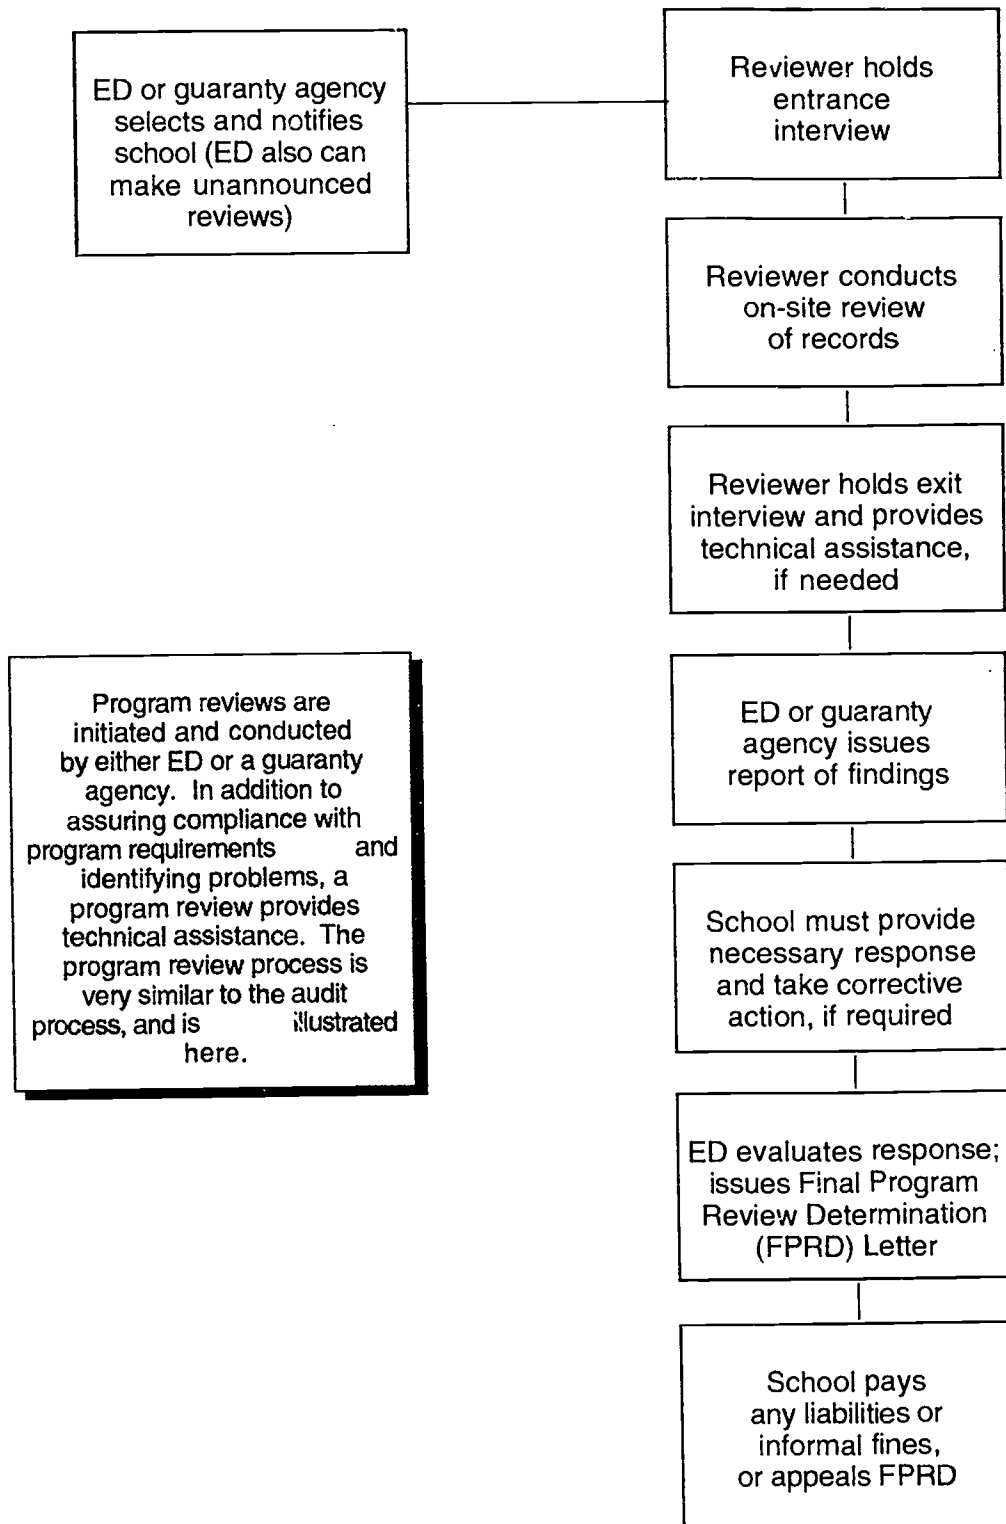 ED or guaranty agency
selects and notifies
school (ED also can
make unannounced
reviews)
Reviewer holds
entrance
interview
Reviewer conducts
on-site review
of records
Reviewer holds exit
interview and provides
technical assistance,
if needed
ED or guaranty
agency issues
report of findings
School must provide
necessary response
and take corrective
action, if required
ED evaluates response;
issues Final Program
Review Determination
(FPRD) Letter
School pays
any liabilities or
informal fines,
or appeals FPRD
Program reviews are
initiated and conducted
by either ED or a guaranty
agency. In addition to
assuring compliance with
program requirements and
identifying problems, a
program review provides
technical assistance. The
program review process is
very similar to the audit
process, and is illustrated
here.